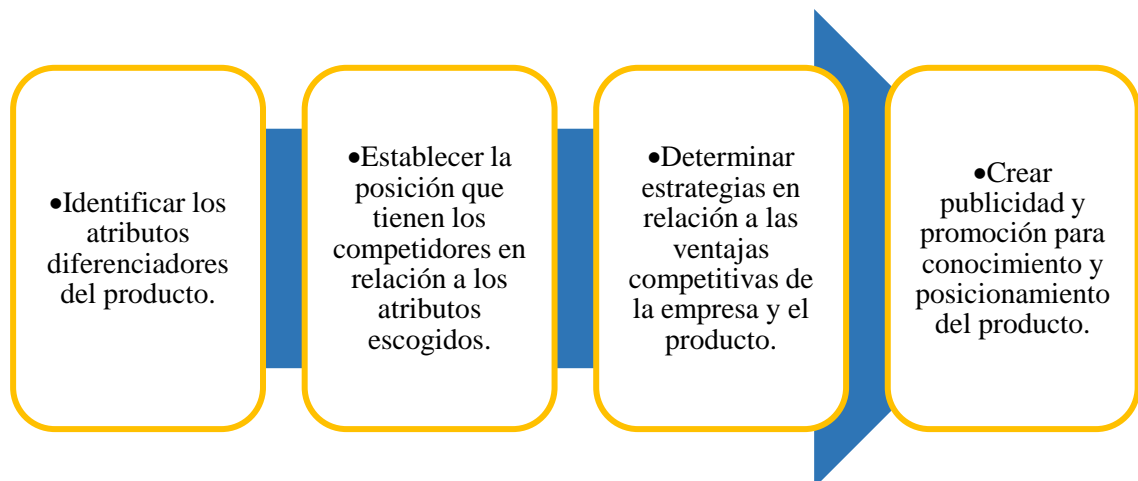 •Identificar los
atributos
diferenciadores
del producto.
•Establecer la
posición que
tienen los
competidores en
relación a los
atributos
escogidos.
•Determinar
estrategias en
relación a las
ventajas
competitivas de
la empresa y el
producto.
•Crear
publicidad y
promoción para
conocimiento y
posicionamiento
del producto.